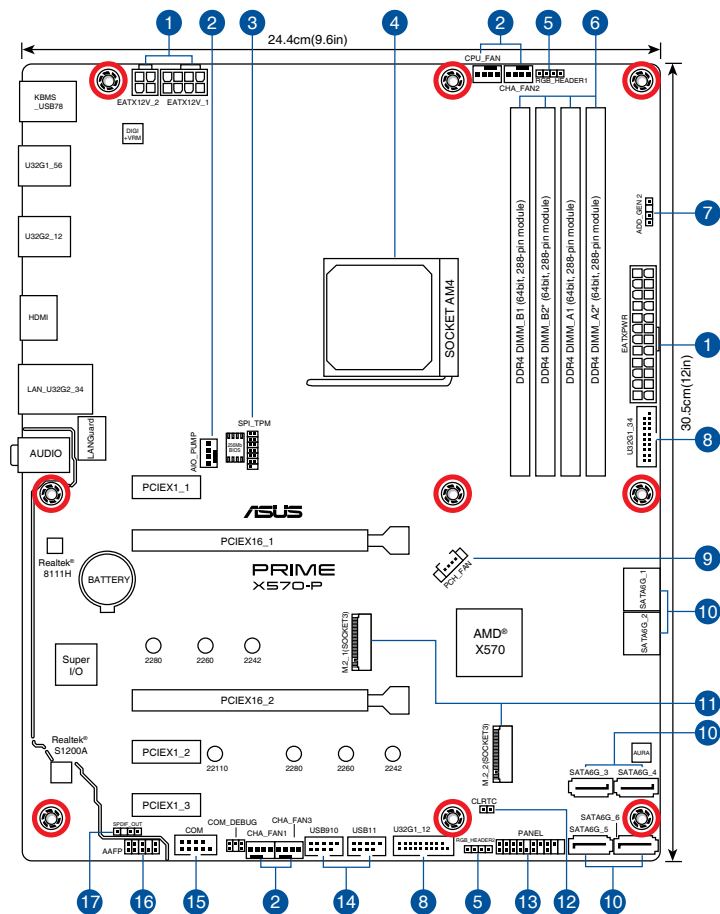 1
2
3
4
2
5
6
24.4cm(9.6in)
CPU_FAN
CHA_FAN2
RGB_HEADER1
KBMS
_USB78
EATX12V_2
EATX12V_1
DIGI
+VRM
U32G1_56
U32G2_12
HDMI
LAN_U32G2_34
LANGuard
AUDIO
SOCKET AM4
DDR4 DIMM_B1 (64bit, 288-pin module)
DDR4 DIMM_B2* (64bit, 288-pin module)
DDR4 DIMM_A1 (64bit, 288-pin module)
DDR4 DIMM_A2* (64bit, 288-pin module)
ADD_GEN 2
7
EATXPWR
1
30.5cm(12in)
U32G1_34
8
2
3
AIO_PUMP
256Mb
BIOS
SPI_TPM
PCIEX1_1
ASUS
PCIEX16_1
PRIME
X570-P
Realtek®
8111H
BATTERY
PCH_FAN
9
SATA6G_1
SATA6G_2
10
AMD®
X570
Super
I/O
2280
2260
2242
M.2_1(SOCKET3)
PCIEX16_2
11
Realtek®
S1200A
PCIEX1_2
22110
2280
2260
2242
M.2_2(SOCKET3)
10
AURA
SATA6G_3
SATA6G_4
PCIEX1_3
CLRTC
SPDIF_OUT
AAFP
COM
COM_DEBUG
CHA_FAN1
CHA_FAN3
USB910
USB11
U32G1_12
RGB_HEADER2
PANEL
SATA6G_5
SATA6G_6
17
16
15
2
14
8
5
13
12
10